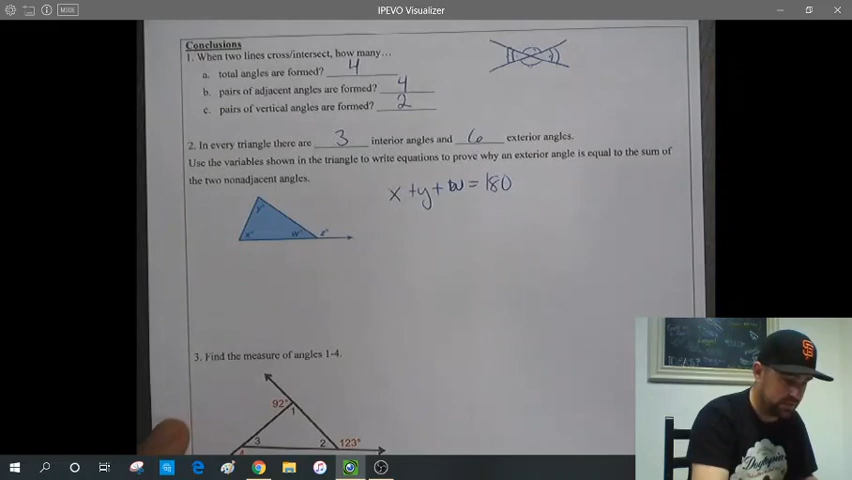 MODE
IPEVO Visualizer
Conclusions
1. When two lines cross/intersect, how many…
a. total angles are formed? 4
b. pairs of adjacent angles are formed? 4
c. pairs of vertical angles are formed? 2
2. In every triangle there are 3 interior angles and 6 exterior angles.
Use the variables shown in the triangle to write equations to prove why an exterior angle is equal to the sum of
the two nonadjacent angles.
x + y + w = 180
y°
x° w° z°
3. Find the measure of angles 1-4.
92°
1
3 2 123°
4